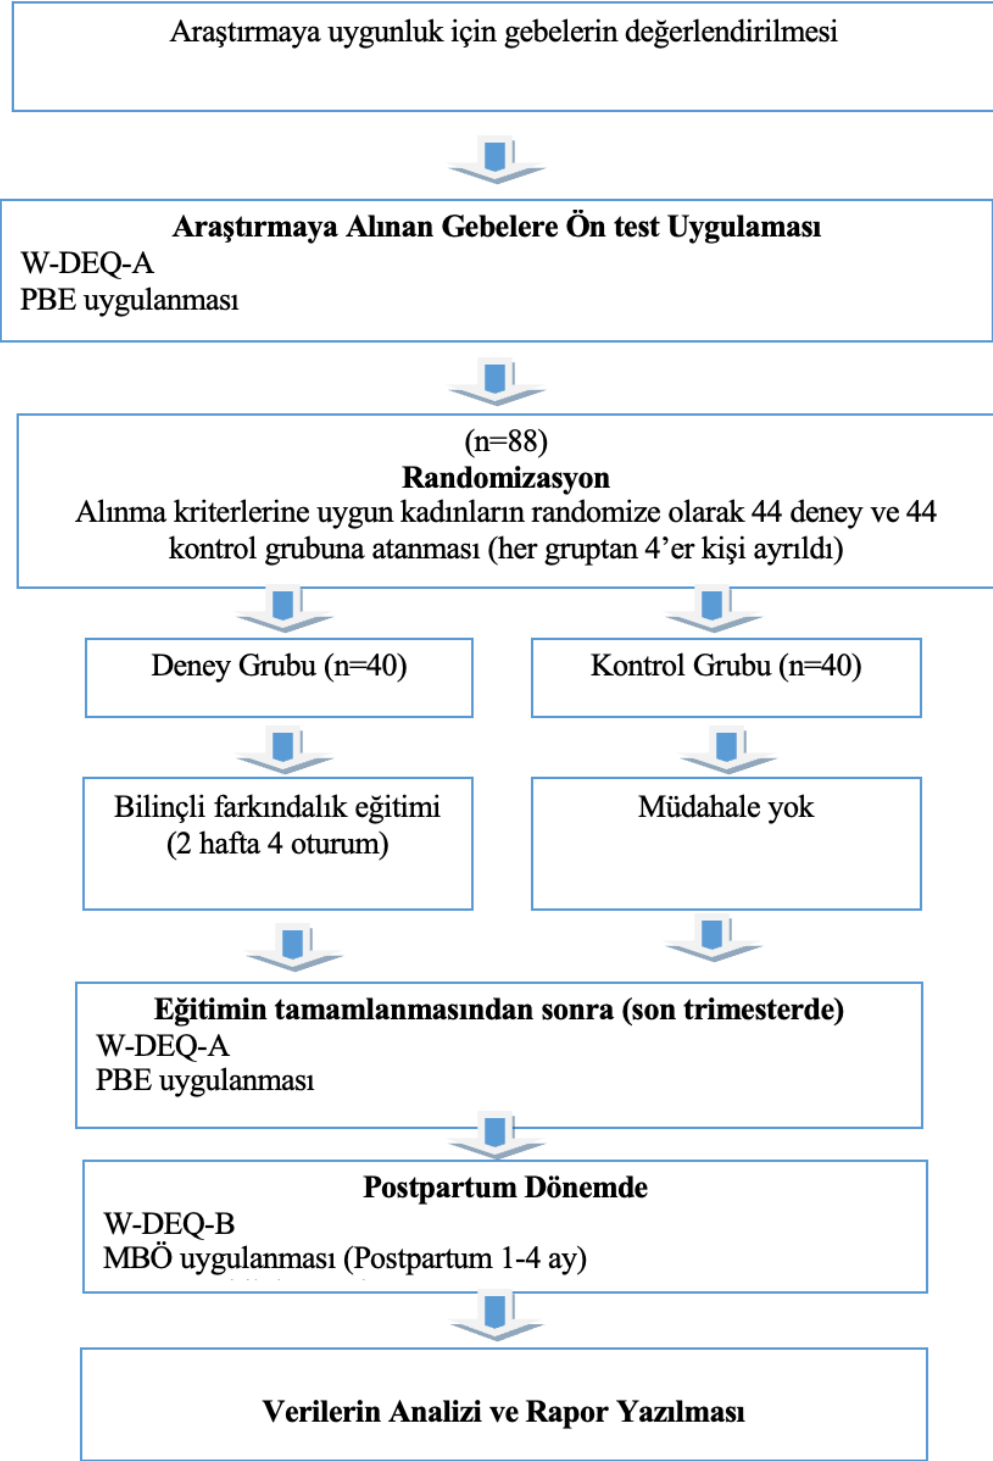 Araştırmaya uygunluk için gebelerin değerlendirilmesi
Araştırmaya Alınan Gebelere Ön test Uygulaması
W-DEQ-A
PBE uygulanması
(n=88)
Randomizasyon
Alınma kriterlerine uygun kadınların randomize olarak 44 deney ve 44
kontrol grubuna atanması (her gruptan 4’er kişi ayrıldı)
Deney Grubu (n=40)
Kontrol Grubu (n=40)
Bilinçli farkındalık eğitimi
(2 hafta 4 oturum)
Müdahale yok
Eğitimin tamamlanmasından sonra (son trimesterde)
W-DEQ-A
PBE uygulanması
Postpartum Dönemde
W-DEQ-B
MBÖ uygulanması (Postpartum 1-4 ay)
Verilerin Analizi ve Rapor Yazılması